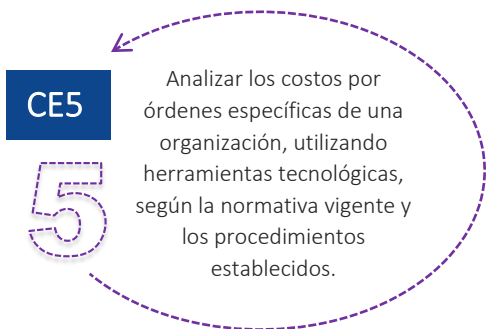 CE5
5
Analizar los costos por
órdenes específicas de una
organización, utilizando
herramientas tecnológicas,
según la normativa vigente y
los procedimientos
establecidos.